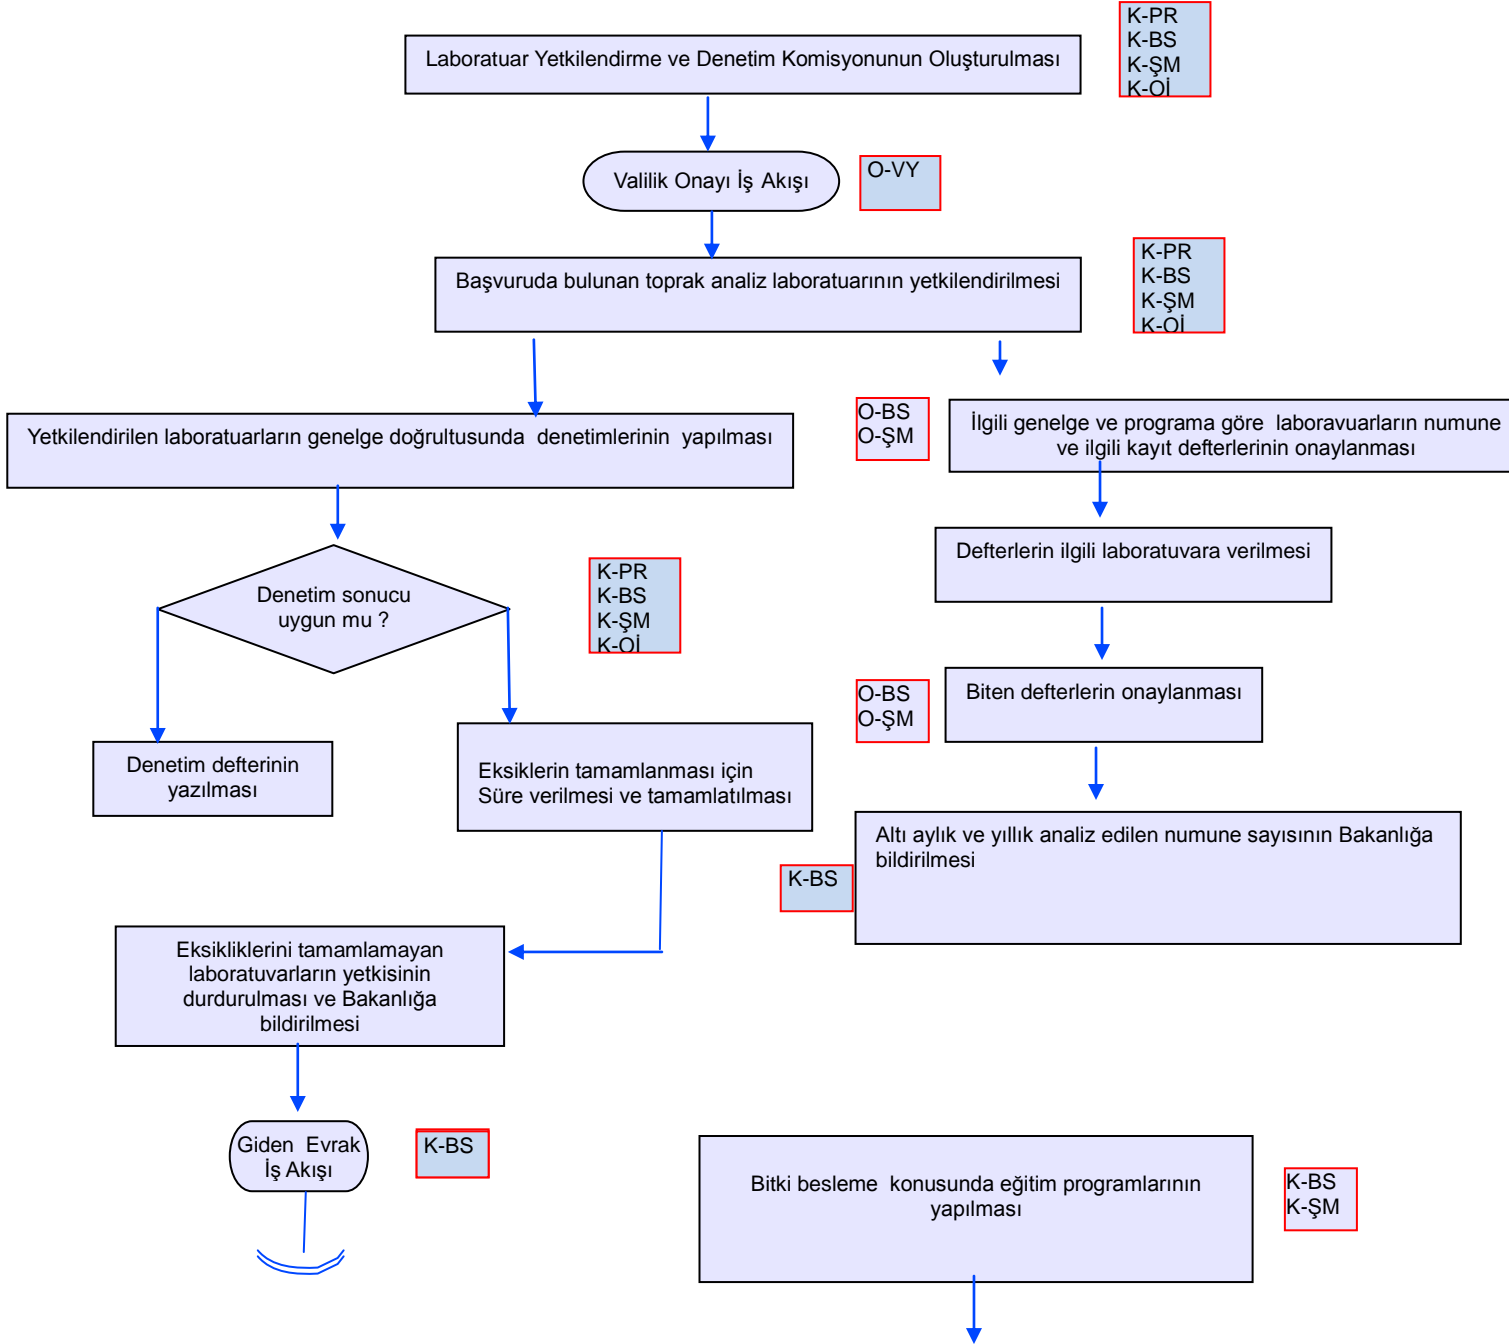 K-PR
K-BS
K-ŞM
K-Oİ
Laboratuar Yetkilendirme ve Denetim Komisyonunun Oluşturulması
Valilik Onayı İş Akışı
O-VY
Başvuruda bulunan toprak analiz laboratuarının yetkilendirilmesi
K-PR
K-BS
K-ŞM
K-Oİ
Yetkilendirilen laboratuarların genelge doğrultusunda denetimlerinin yapılması
O-BS
O-ŞM
İlgili genelge ve programa göre laboravuarların numune
ve ilgili kayıt defterlerinin onaylanması
Defterlerin ilgili laboratuvara verilmesi
Denetim sonucu
uygun mu ?
K-PR
K-BS
K-ŞM
K-Oİ
O-BS
O-ŞM
Biten defterlerin onaylanması
Denetim defterinin
yazılması
Eksiklerin tamamlanması için
Süre verilmesi ve tamamlatılması
Altı aylık ve yıllık analiz edilen numune sayısının Bakanlığa
bildirilmesi
K-BS
Eksikliklerini tamamlamayan
laboratuvarların yetkisinin
durdurulması ve Bakanlığa
bildirilmesi
Giden Evrak
İş Akışı
K-BS
Bitki besleme konusunda eğitim programlarının
yapılması
K-BS
K-ŞM